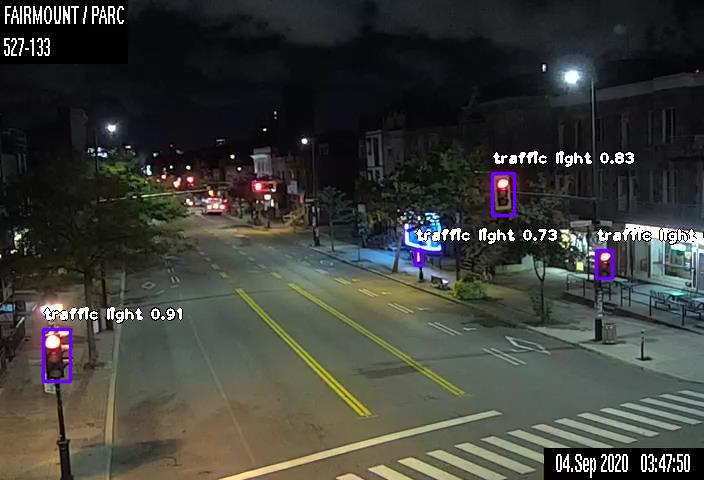 FAIRMOUNT / PARC
527-133
traffic light 0.83
traffic light 0.73
traffic light
traffic light 0.91
04.Sep 2020 03:47:50